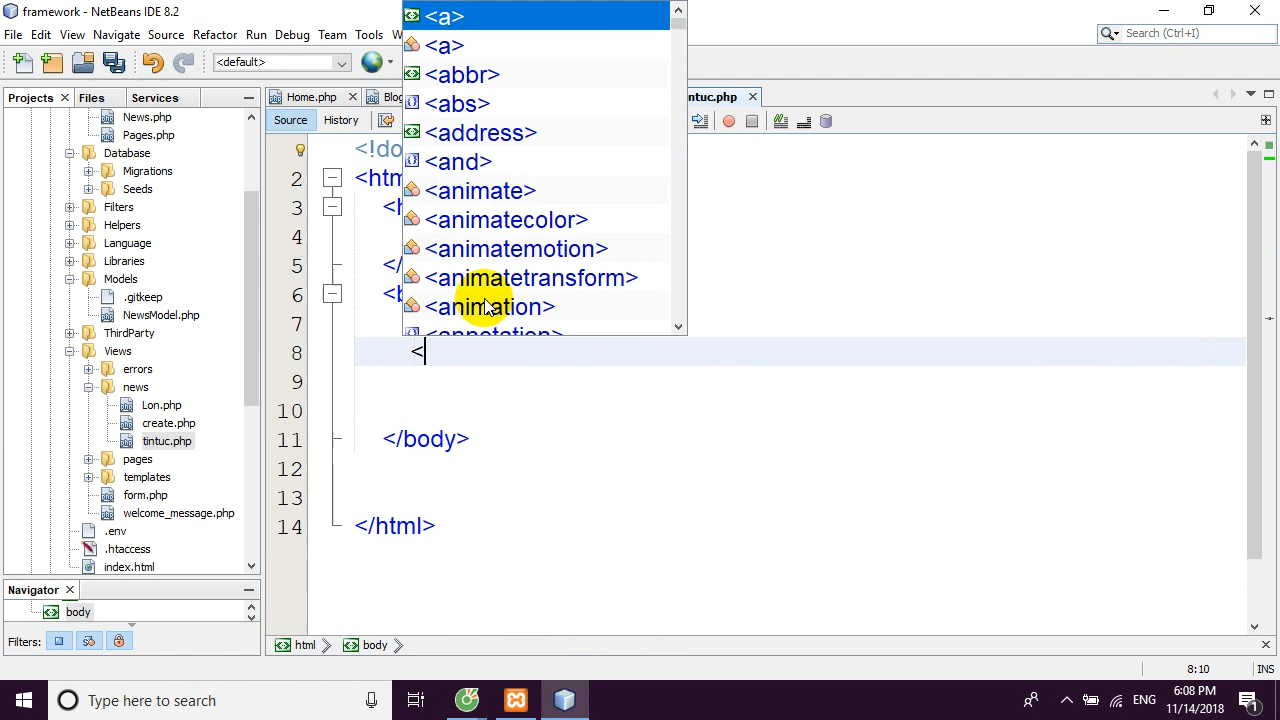 framework - NetBeans IDE 8.2
File Edit View Navigate Source Refactor Run Debug Team Tools W
Search (Ctrl+I)
<default>
Projects Files Services
Home.php
Blog
intuc.php
Source History
News.php
Pages.php
Database
Migrations
Seeds
Filters
Helpers
Language
Libraries
Models
.gitkeep
NewsModel.php
ThirdParty
Views
errors
news
Lon.php
create.php
tintuc.php
pages
templates
form.php
welcome_message.php
.env
.htaccess
index.html
Navigator
body
Filters:
<a>
<a>
<abbr>
<abs>
<address>
<and>
<animate>
<animatecolor>
<animatemotion>
<animatetransform>
<animation>
<annotation>
<!do
2 <htm
3 <h
4
5 </
6 <b
7
8 <
9
10
11 </body>
12
13
14 </html>
html body
8:10 INS
Type here to search
ENG
6:08 PM
11/14/2018
1